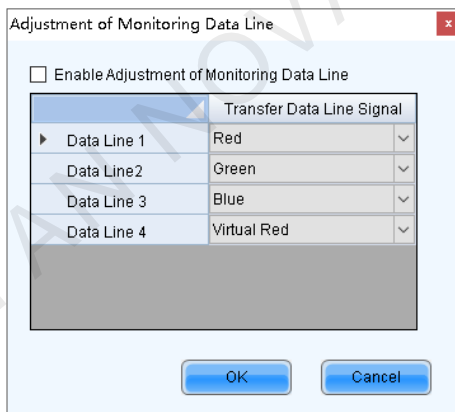 Adjustment of Monitoring Data Line
x
Enable Adjustment of Monitoring Data Line
Transfer Data Line Signal
Data Line 1 Red
Data Line2 Green
Data Line 3 Blue
Data Line 4 Virtual Red
OK Cancel